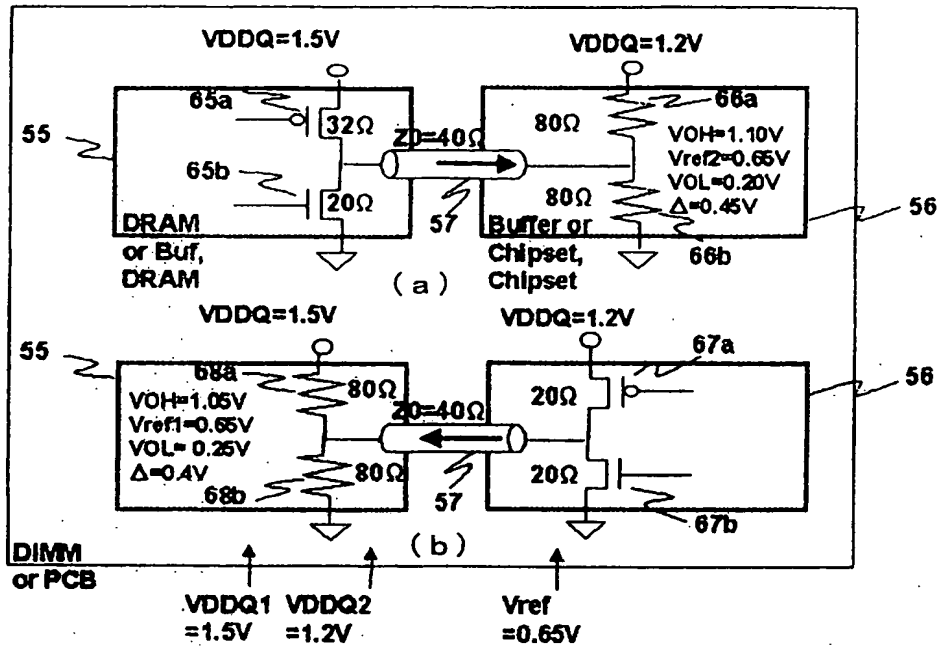 VDDQ=1.5V
VDDQ=1.2V
65a
66a
55
32Ω
Z0=40Ω
80Ω
VOH=1.10V
Vref2=0.65V
VOL=0.20V
Δ=0.45V
65b
20Ω
57
80Ω
56
DRAM
or Buf,
DRAM
Buffer or
Chipset,
Chipset
66b
(a)
VDDQ=1.5V
VDDQ=1.2V
55
68a
67a
56
VOH=1.05V
Vref1=0.65V
VOL=0.25V
Δ=0.4V
80Ω
Z0=40Ω
20Ω
80Ω
20Ω
68b
57
67b
(b)
DIMM
or PCB
VDDQ1
=1.5V
VDDQ2
=1.2V
Vref
=0.65V